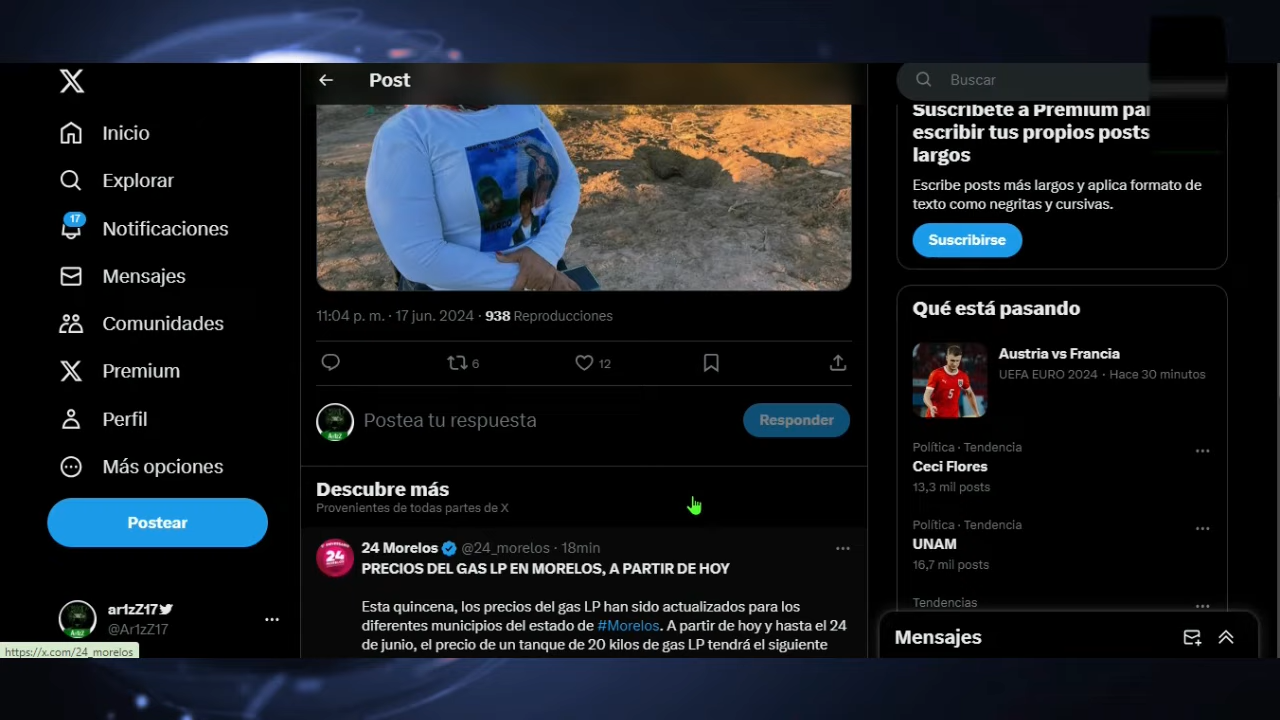 X
Inicio
Explorar
17
Notificaciones
Mensajes
Comunidades
Premium
Perfil
Más opciones
Postear
ar1zZ17
@Ar1zZ17
https://x.com/24_morelos
Post
11:04 p. m. · 17 jun. 2024 · 938 Reproducciones
6
12
Postea tu respuesta
Responder
Descubre más
Provenientes de todas partes de X
24 Morelos @24_morelos · 18min
PRECIOS DEL GAS LP EN MORELOS, A PARTIR DE HOY
Esta quincena, los precios del gas LP han sido actualizados para los
diferentes municipios del estado de #Morelos. A partir de hoy y hasta el 24
de junio, el precio de un tanque de 20 kilos de gas LP tendrá el siguiente
Buscar
Suscríbete a Premium para
escribir tus propios posts
largos
Escribe posts más largos y aplica formato de
texto como negritas y cursivas.
Suscribirse
Qué está pasando
Austria vs Francia
UEFA EURO 2024 · Hace 30 minutos
Política · Tendencia
Ceci Flores
13,3 mil posts
Política · Tendencia
UNAM
16,7 mil posts
Tendencias
Mensajes